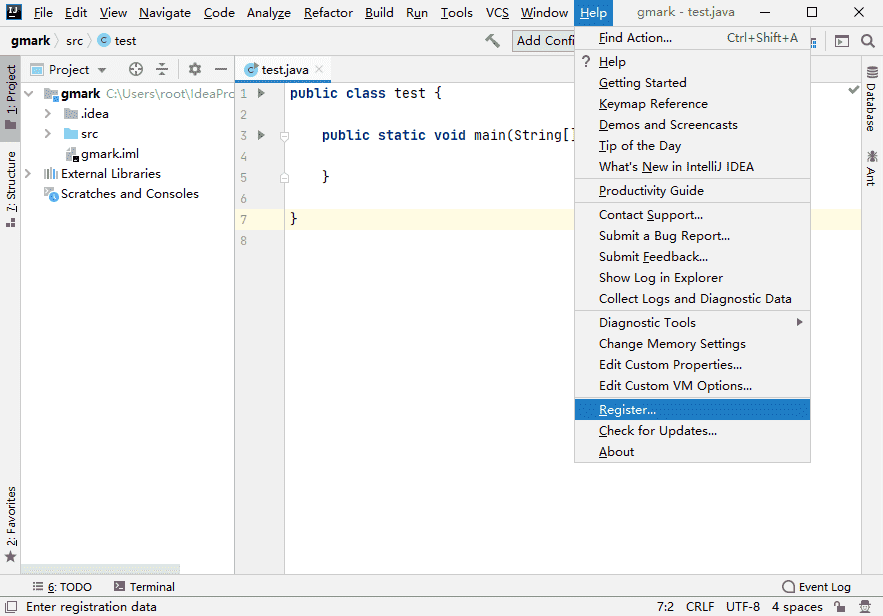 IJ File Edit View Navigate Code Analyze Refactor Build Run Tools VCS Window Help gmark - test.java
gmark src C test Add Confi
1: Project
7: Structure
2: Favorites
Project
gmark C:\Users\root\IdeaPro
.idea
src
gmark.iml
External Libraries
Scratches and Consoles
C test.java
1 public class test {
2
3 public static void main(String[]
4
5 }
6
7 }
8
Find Action... Ctrl+Shift+A
? Help
Getting Started
Keymap Reference
Demos and Screencasts
Tip of the Day
What's New in IntelliJ IDEA
Productivity Guide
Contact Support...
Submit a Bug Report...
Submit Feedback...
Show Log in Explorer
Collect Logs and Diagnostic Data
Diagnostic Tools
Change Memory Settings
Edit Custom Properties...
Edit Custom VM Options...
Register...
Check for Updates...
About
Database
Ant
6: TODO Terminal Event Log
Enter registration data 7:2 CRLF UTF-8 4 spaces